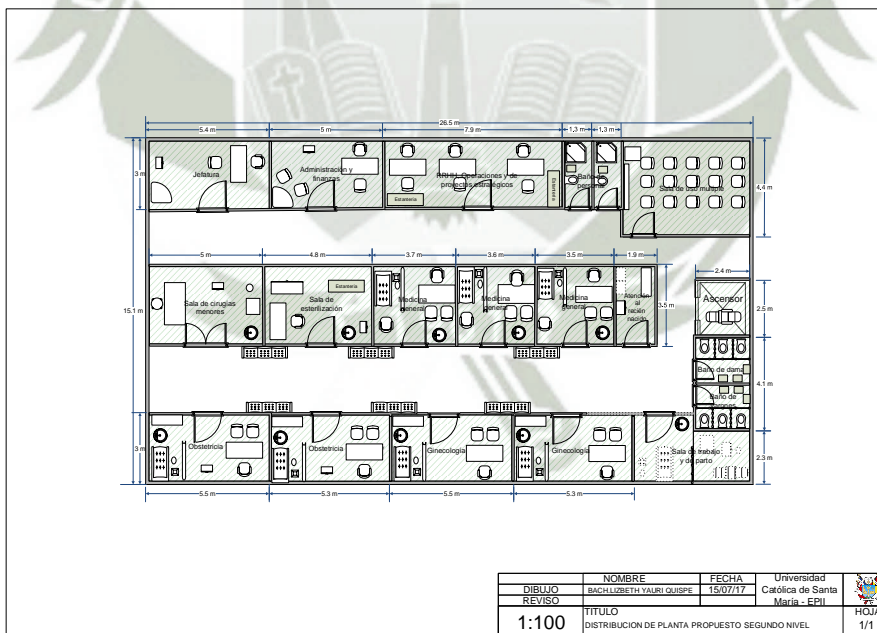 26.5 m
5.4 m
5 m
7.9 m
1,3 m
1,3 m
3 m
Jefatura
Administración y
finanzas
RRHH, Operaciones y de
proyectos estratégicos
Estantería
Estantería
Baño de
personal
Sala de uso múltiple
4,4 m
5 m
4.8 m
3.7 m
3.6 m
3.5 m
1.9 m
15.1 m
Sala de cirugías
menores
Sala de
esterilización
Estantería
Medicina
general
Medicina
general
Medicina
general
Atención
al
recién
nacido
3.5 m
2.4 m
Ascensor
2.5 m
Baño de dama
Baño de
4.1 m
3 m
Obstetricia
Obstetricia
Ginecología
Ginecología
Sala de trabajo
y de parto
2.3 m
5.5 m
5.3 m
5.5 m
5.3 m
NOMBRE
FECHA
Universidad
Católica de Santa
María - EPII
DIBUJO
BACH.LIZBETH YAURI QUISPE
15/07/17
REVISO
1:100
TITULO
DISTRIBUCION DE PLANTA PROPUESTO SEGUNDO NIVEL
HOJA
1/1